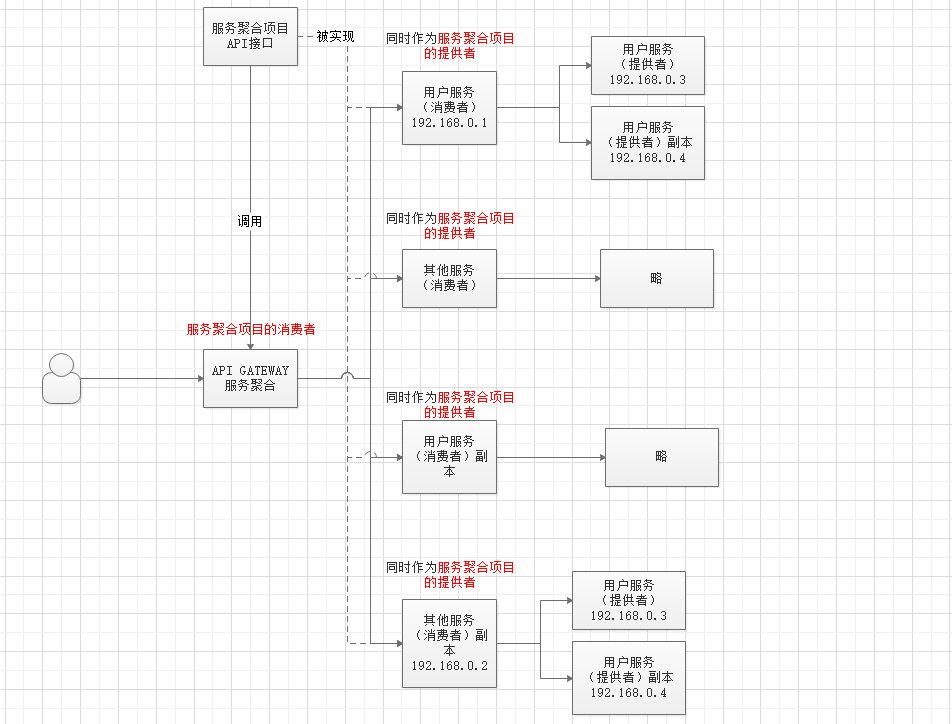 服务聚合项目
API接口
被实现
调用
服务聚合项目的消费者
API GATEWAY
服务聚合
同时作为服务聚合项目
的提供者
用户服务
（消费者）
192.168.0.1
用户服务
（提供者）
192.168.0.3
用户服务
（提供者）副本
192.168.0.4
同时作为服务聚合项目
的提供者
其他服务
（消费者）
略
同时作为服务聚合项目
的提供者
用户服务
（消费者）副
本
略
同时作为服务聚合项目
的提供者
其他服务
（消费者）副
本
192.168.0.2
用户服务
（提供者）
192.168.0.3
用户服务
（提供者）副本
192.168.0.4